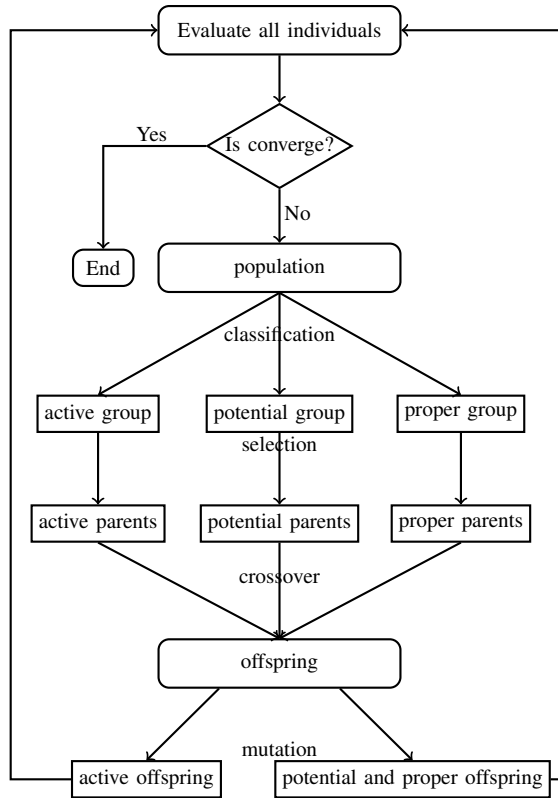 Evaluate all individuals
Is converge?
Yes
No
End
population
classification
active group
potential group
proper group
selection
active parents
potential parents
proper parents
crossover
offspring
mutation
active offspring
potential and proper offspring